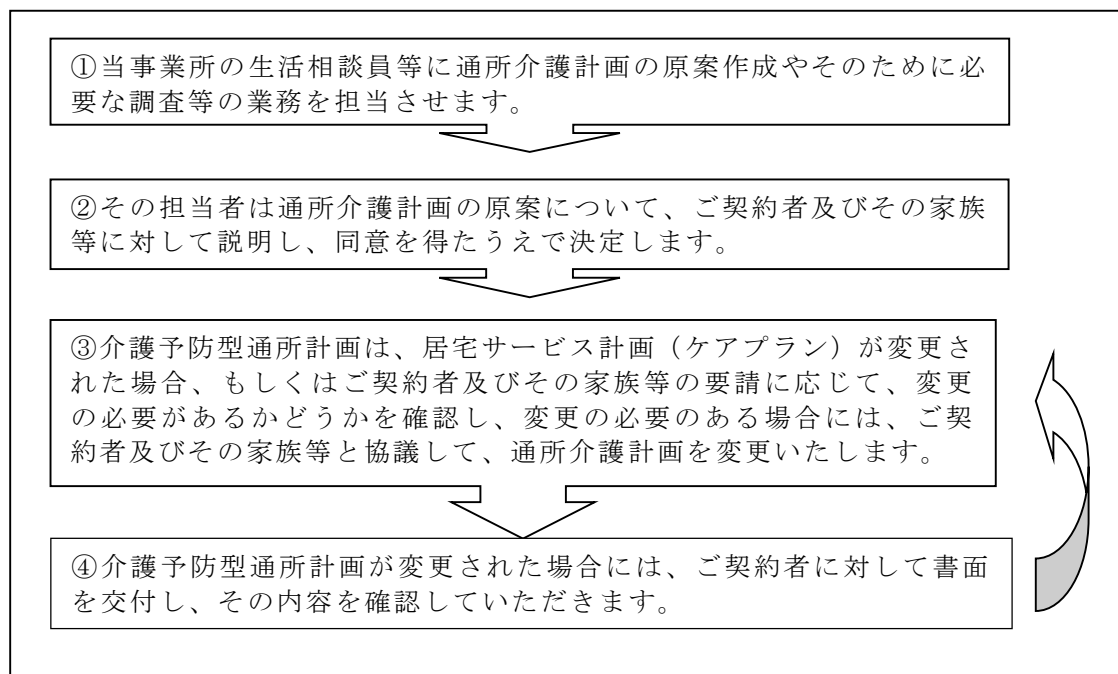 ①当事業所の生活相談員等に通所介護計画の原案作成やそのために必
要な調査等の業務を担当させます。
②その担当者は通所介護計画の原案について、ご契約者及びその家族
等に対して説明し、同意を得たうえで決定します。
③介護予防型通所計画は、居宅サービス計画（ケアプラン）が変更さ
れた場合、もしくはご契約者及びその家族等の要請に応じて、変更
の必要があるかどうかを確認し、変更の必要のある場合には、ご契
約者及びその家族等と協議して、通所介護計画を変更いたします。
④介護予防型通所計画が変更された場合には、ご契約者に対して書面
を交付し、その内容を確認していただきます。